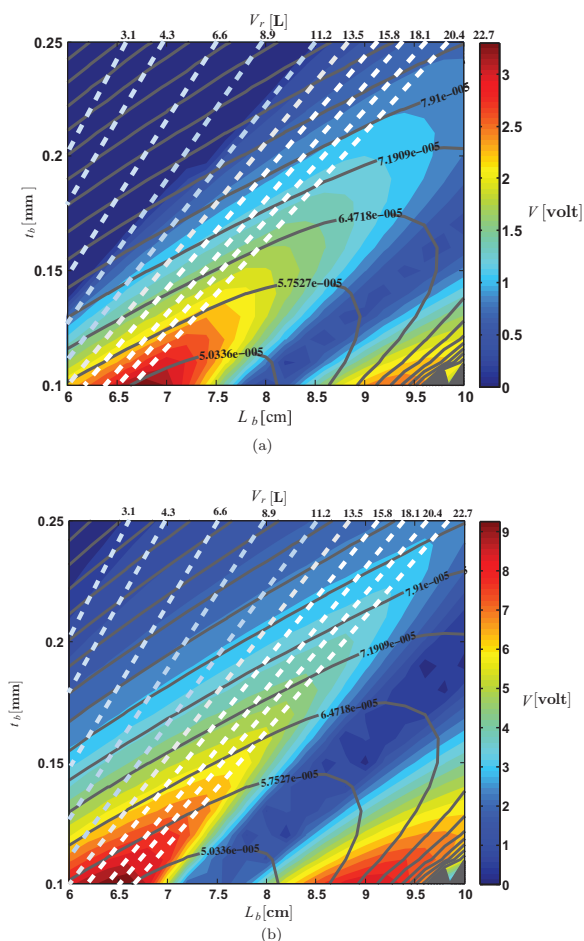 V_r [L]
3.1 4.3 6.6 8.9 11.2 13.5 15.8 18.1 20.4 22.7
0.25
0.2
0.15
0.1
t_b [mm]
7.91e−005
7.1909e−005
6.4718e−005
5.7527e−005
5.0336e−005
6 6.5 7 7.5 8 8.5 9 9.5 10
L_b [cm]
3
2.5
2
1.5
1
0.5
0
V [volt]
(a)
V_r [L]
3.1 4.3 6.6 8.9 11.2 13.5 15.8 18.1 20.4 22.7
0.25
0.2
0.15
0.1
t_b [mm]
7.91e−005
7.1909e−005
6.4718e−005
5.7527e−005
5.0336e−005
6 6.5 7 7.5 8 8.5 9 9.5 10
L_b [cm]
9
8
7
6
5
4
3
2
1
0
V [volt]
(b)